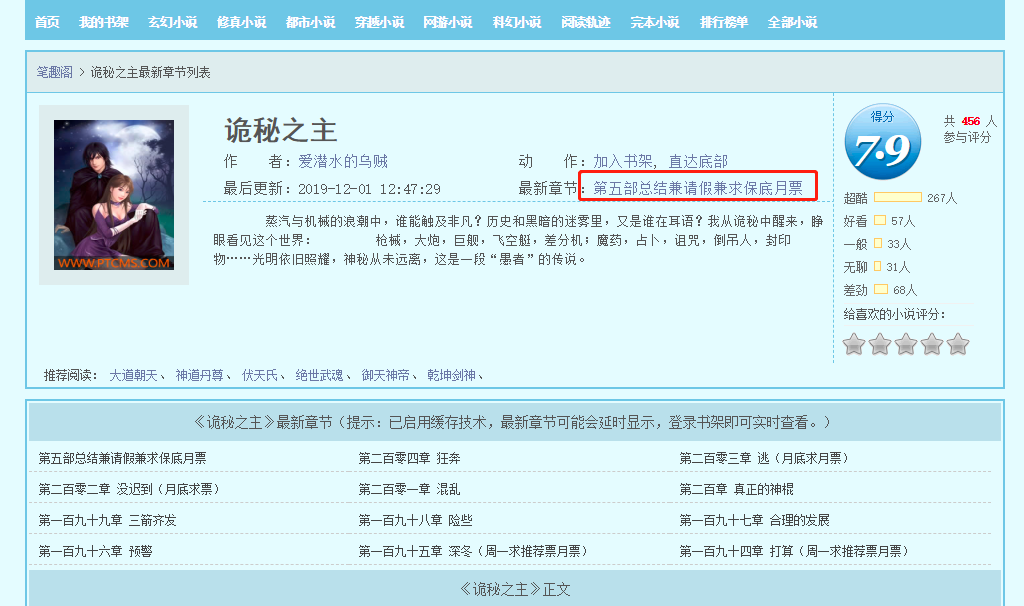 首页 我的书架 玄幻小说 修真小说 都市小说 穿越小说 网游小说 科幻小说 阅读轨迹 完本小说 排行榜单 全部小说
笔趣阁 > 诡秘之主最新章节列表
诡秘之主
作 者：爱潜水的乌贼 动 作：加入书架, 直达底部
最后更新：2019-12-01 12:47:29 最新章节：第五部总结兼请假兼求保底月票
蒸汽与机械的浪潮中，谁能触及非凡？历史和黑暗的迷雾里，又是谁在耳语？我从诡秘中醒来，睁
眼看见这个世界： 枪械，大炮，巨舰，飞空艇，差分机；魔药，占卜，诅咒，倒吊人，封印
物……光明依旧照耀，神秘从未远离，这是一段“愚者”的传说。
WWW.PTCMS.COM
推荐阅读： 大道朝天、 神道丹尊、 伏天氏、 绝世武魂、 御天神帝、 乾坤剑神、
得分
7.9
共 456 人
参与评分
超酷 267人
好看 57人
一般 33人
无聊 31人
差劲 68人
给喜欢的小说评分：
《诡秘之主》最新章节（提示：已启用缓存技术，最新章节可能会延时显示，登录书架即可实时查看。）
第五部总结兼请假兼求保底月票 第二百零四章 狂奔 第二百零三章 逃（月底求月票）
第二百零二章 没迟到（月底求票） 第二百零一章 混乱 第二百章 真正的神棍
第一百九十九章 三箭齐发 第一百九十八章 险些 第一百九十七章 合理的发展
第一百九十六章 预警 第一百九十五章 深冬（周一求推荐票月票） 第一百九十四章 打算（周一求推荐票月票）
《诡秘之主》正文